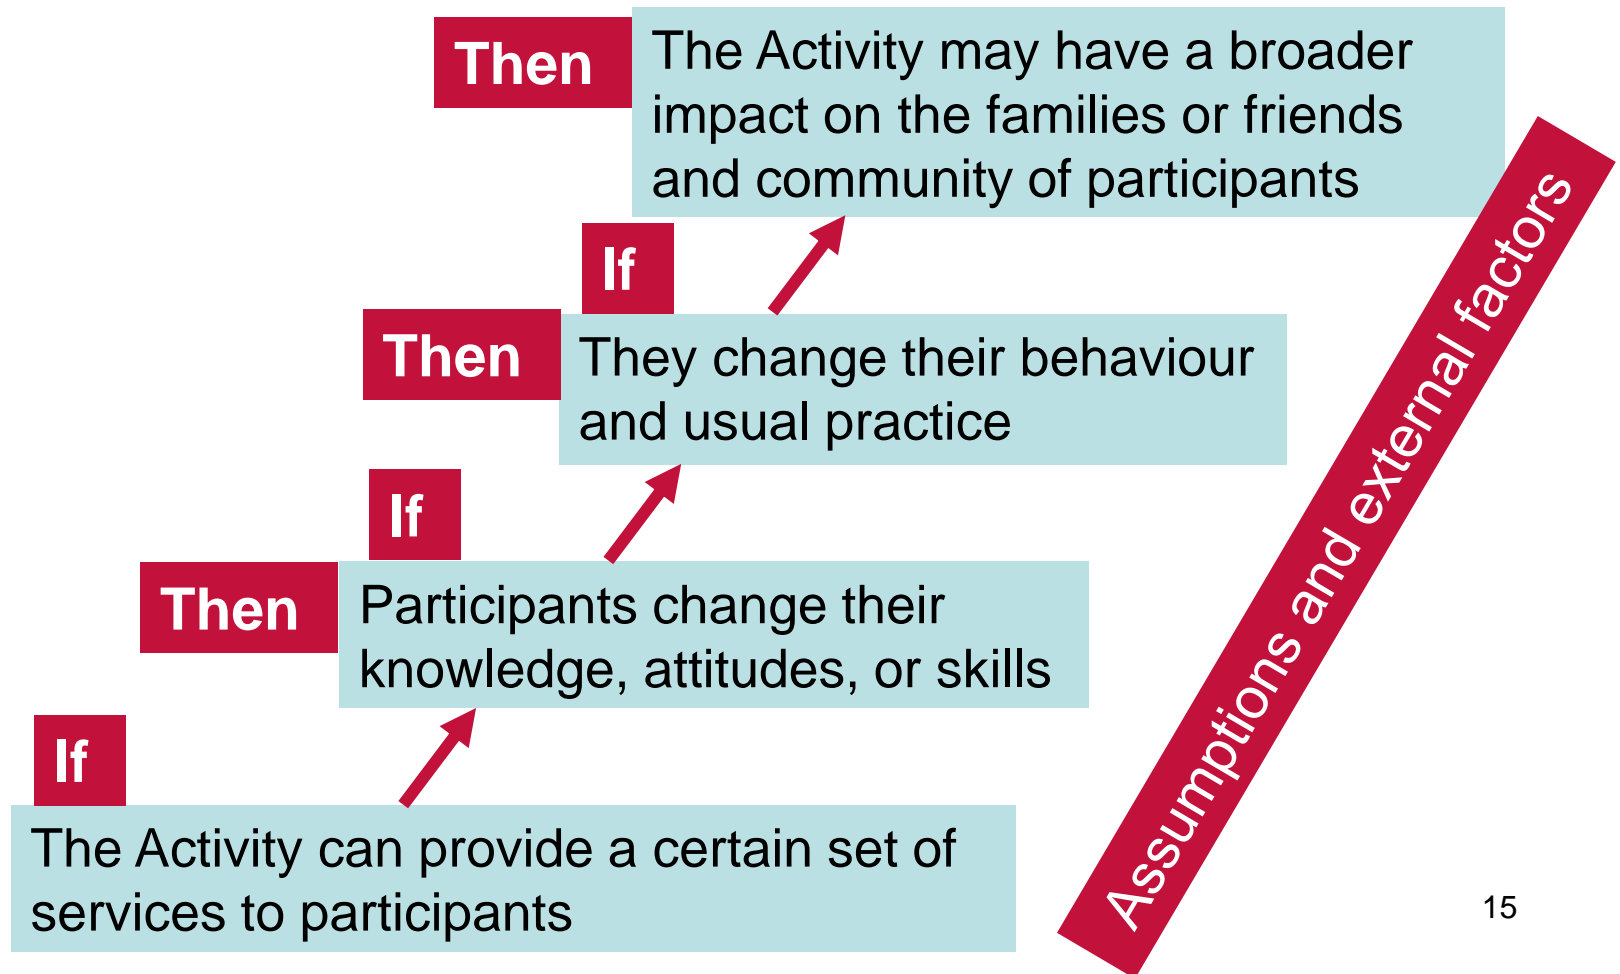 Then
The Activity may have a broader
impact on the families or friends
and community of participants
If
Then
They change their behaviour
and usual practice
If
Then
Participants change their
knowledge, attitudes, or skills
If
The Activity can provide a certain set of
services to participants
Assumptions and external factors
15